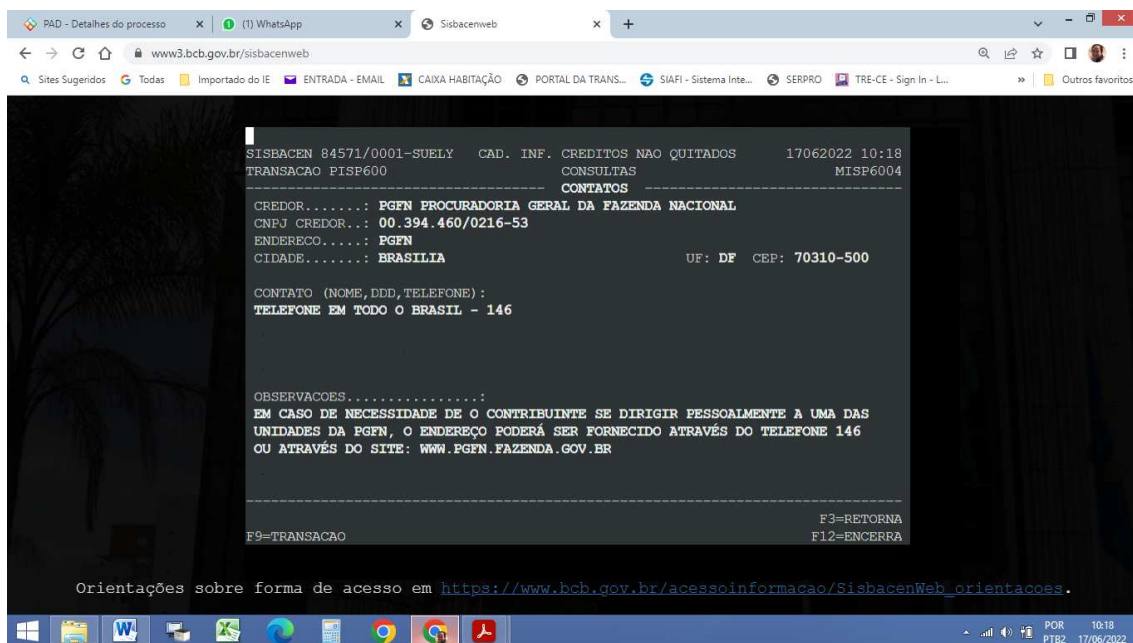 PAD - Detalhes do processo
(1) WhatsApp
Sisbacenweb
www3.bcb.gov.br/sisbacenweb
Sites Sugeridos Todas Importado do IE ENTRADA - EMAIL CAIXA HABITAÇÃO PORTAL DA TRANS... SIAFI - Sistema Inte... SERPRO TRE-CE - Sign In - L... » Outros favoritos
SISBACEN 84571/0001-SUELY CAD. INF. CREDITOS NAO QUITADOS 17062022 10:18
TRANSACAO PISP600 CONSULTAS MISP6004
---------------------------------- CONTATOS -----------------------------
CREDOR.......: PGFN PROCURADORIA GERAL DA FAZENDA NACIONAL
CNPJ CREDOR..: 00.394.460/0216-53
ENDERECO.....: PGFN
CIDADE.......: BRASILIA UF: DF CEP: 70310-500
CONTATO (NOME,DDD,TELEFONE):
TELEFONE EM TODO O BRASIL - 146
OBSERVACOES................:
EM CASO DE NECESSIDADE DE O CONTRIBUINTE SE DIRIGIR PESSOALMENTE A UMA DAS
UNIDADES DA PGFN, O ENDEREÇO PODERÁ SER FORNECIDO ATRAVÉS DO TELEFONE 146
OU ATRAVÉS DO SITE: WWW.PGFN.FAZENDA.GOV.BR
F3=RETORNA
F9=TRANSACAO F12=ENCERRA
Orientações sobre forma de acesso em https://www.bcb.gov.br/acessoinformacao/SisbacenWeb_orientacoes.
POR 10:18
PTB2 17/06/2022